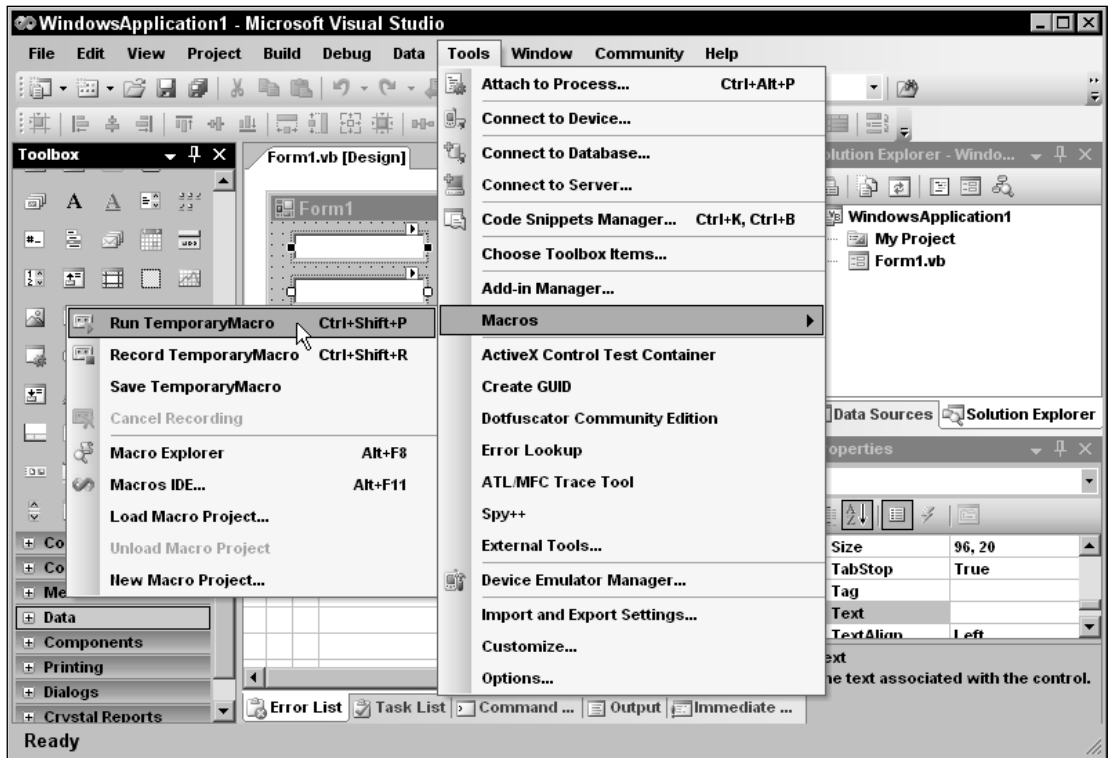 WindowsApplication1 - Microsoft Visual Studio
File Edit View Project Build Debug Data Tools Window Community Help
Toolbox
Form1.vb [Design]
Form1
Attach to Process... Ctrl+Alt+P
Connect to Device...
Connect to Database...
Connect to Server...
Code Snippets Manager... Ctrl+K, Ctrl+B
Choose Toolbox Items...
Add-in Manager...
Macros
ActiveX Control Test Container
Create GUID
Dotfuscator Community Edition
Error Lookup
ATL/MFC Trace Tool
Spy++
External Tools...
Device Emulator Manager...
Import and Export Settings...
Customize...
Options...
Run TemporaryMacro Ctrl+Shift+P
Record TemporaryMacro Ctrl+Shift+R
Save TemporaryMacro
Cancel Recording
Macro Explorer Alt+F8
Macros IDE... Alt+F11
Load Macro Project...
Unload Macro Project
New Macro Project...
Co
Co
Me
Data
Components
Printing
Dialogs
Crystal Reports
olution Explorer - Windo...
WindowsApplication1
My Project
Form1.vb
Data Sources Solution Explorer
operties
Size 96, 20
TabStop True
Tag
Text
TextAlign Left
ext
he text associated with the control.
Error List Task List Command ... Output Immediate ...
Ready